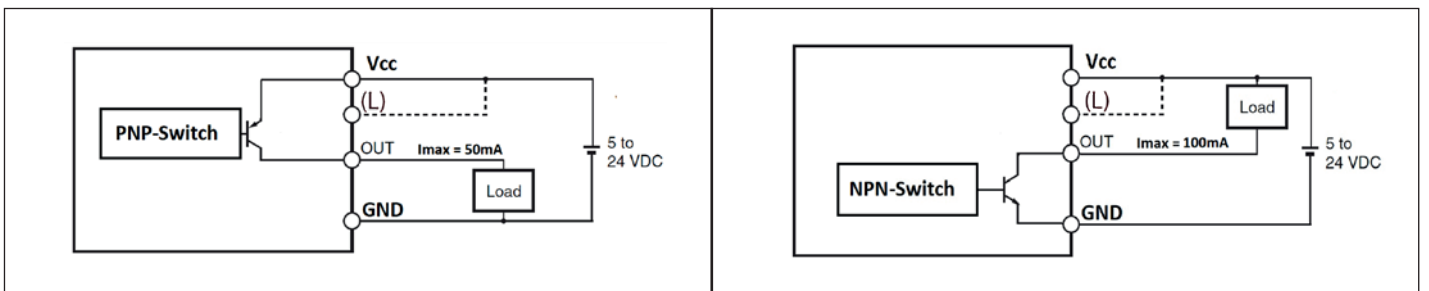 Vcc
(L)
PNP-Switch
OUT
Imax = 50mA
5 to
24 VDC
Load
GND
Vcc
(L)
Load
OUT
Imax = 100mA
5 to
24 VDC
NPN-Switch
GND